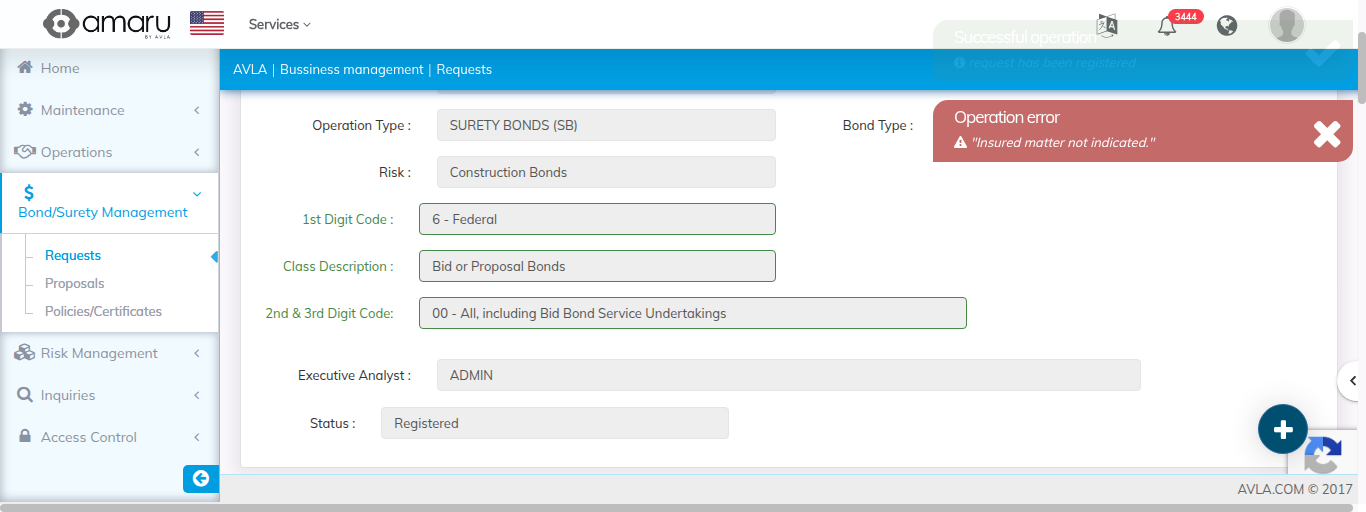 amaru
BY AVLA
Services
3444
Successful operation
request has been registered
Home
AVLA | Bussiness management | Requests
Maintenance
Operation error
"Insured matter not indicated."
Operation Type :
SURETY BONDS (SB)
Bond Type :
Operations
Risk :
Construction Bonds
$
Bond/Surety Management
1st Digit Code :
6 - Federal
Requests
Class Description :
Bid or Proposal Bonds
Proposals
Policies/Certificates
2nd & 3rd Digit Code:
00 - All, including Bid Bond Service Undertakings
Risk Management
Executive Analyst :
ADMIN
Inquiries
Status :
Registered
Access Control
AVLA.COM © 2017